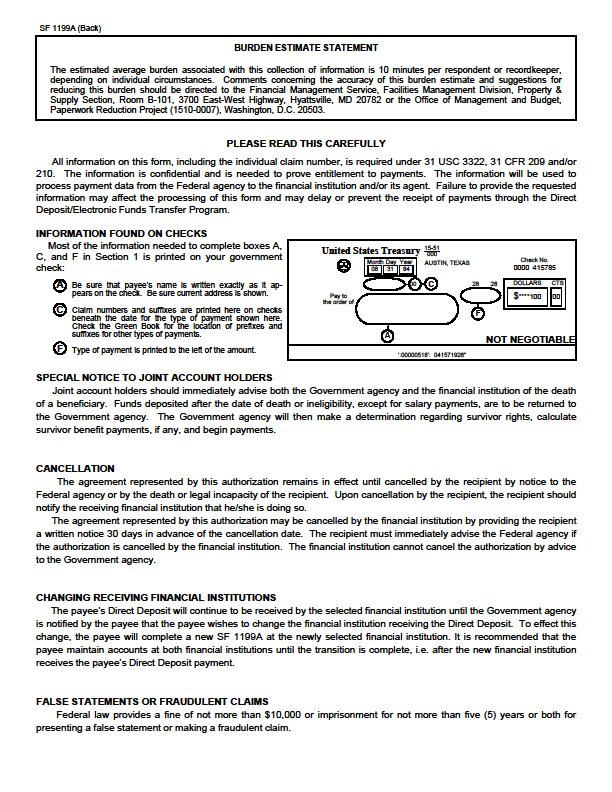 SF 1199A (Back)
BURDEN ESTIMATE STATEMENT
The estimated average burden associated with this collection of information is 10 minutes per respondent or recordkeeper,
depending on individual circumstances. Comments concerning the accuracy of this burden estimate and suggestions for
reducing this burden should be directed to the Financial Management Service, Facilities Management Division, Property &
Supply Section, Room B-101, 3700 East-West Highway, Hyattsville, MD 20782 or the Office of Management and Budget,
Paperwork Reduction Project (1510-0007), Washington, D.C. 20503.
PLEASE READ THIS CAREFULLY
All information on this form, including the individual claim number, is required under 31 USC 3322, 31 CFR 209 and/or
210. The information is confidential and is needed to prove entitlement to payments. The information will be used to
process payment data from the Federal agency to the financial institution and/or its agent. Failure to provide the requested
information may affect the processing of this form and may delay or prevent the receipt of payments through the Direct
Deposit/Electronic Funds Transfer Program.
INFORMATION FOUND ON CHECKS
Most of the information needed to complete boxes A,
C, and F in Section 1 is printed on your government
check:
A Be sure that payee's name is written exactly as it ap-
pears on the check. Be sure current address is shown.
C Claim numbers and suffixes are printed here on checks
beneath the date for the type of payment shown here.
Check the Green Book for the location of prefixes and
suffixes for other types of payments.
F Type of payment is printed to the left of the amount.
United States Treasury 15-51
000
Month Day Year
AUSTIN, TEXAS
Check No.
08 31 84
0000 415785
00 C
28 28
DOLLARS CTS
$****100 00
Pay to
the order of
F
A
NOT NEGOTIABLE
":00000518": 041571926"
SPECIAL NOTICE TO JOINT ACCOUNT HOLDERS
Joint account holders should immediately advise both the Government agency and the financial institution of the death
of a beneficiary. Funds deposited after the date of death or ineligibility, except for salary payments, are to be returned to
the Government agency. The Government agency will then make a determination regarding survivor rights, calculate
survivor benefit payments, if any, and begin payments.
CANCELLATION
The agreement represented by this authorization remains in effect until cancelled by the recipient by notice to the
Federal agency or by the death or legal incapacity of the recipient. Upon cancellation by the recipient, the recipient should
notify the receiving financial institution that he/she is doing so.
The agreement represented by this authorization may be cancelled by the financial institution by providing the recipient
a written notice 30 days in advance of the cancellation date. The recipient must immediately advise the Federal agency if
the authorization is cancelled by the financial institution. The financial institution cannot cancel the authorization by advice
to the Government agency.
CHANGING RECEIVING FINANCIAL INSTITUTIONS
The payee's Direct Deposit will continue to be received by the selected financial institution until the Government agency
is notified by the payee that the payee wishes to change the financial institution receiving the Direct Deposit. To effect this
change, the payee will complete a new SF 1199A at the newly selected financial institution. It is recommended that the
payee maintain accounts at both financial institutions until the transition is complete, i.e. after the new financial institution
receives the payee's Direct Deposit payment.
FALSE STATEMENTS OR FRAUDULENT CLAIMS
Federal law provides a fine of not more than $10,000 or imprisonment for not more than five (5) years or both for
presenting a false statement or making a fraudulent claim.